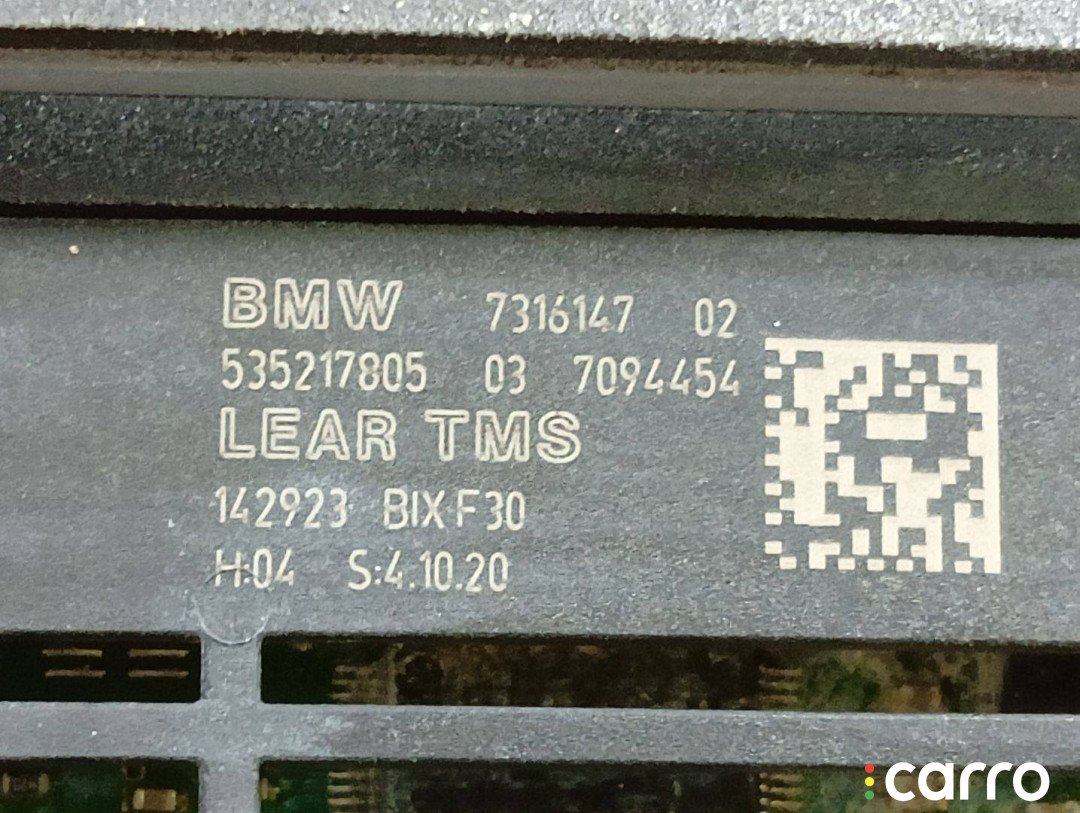 BMW 7316147 02
535217805 03 7094454
LEAR TMS
142923 BIX F30
H:04 S:4.10.20
carro